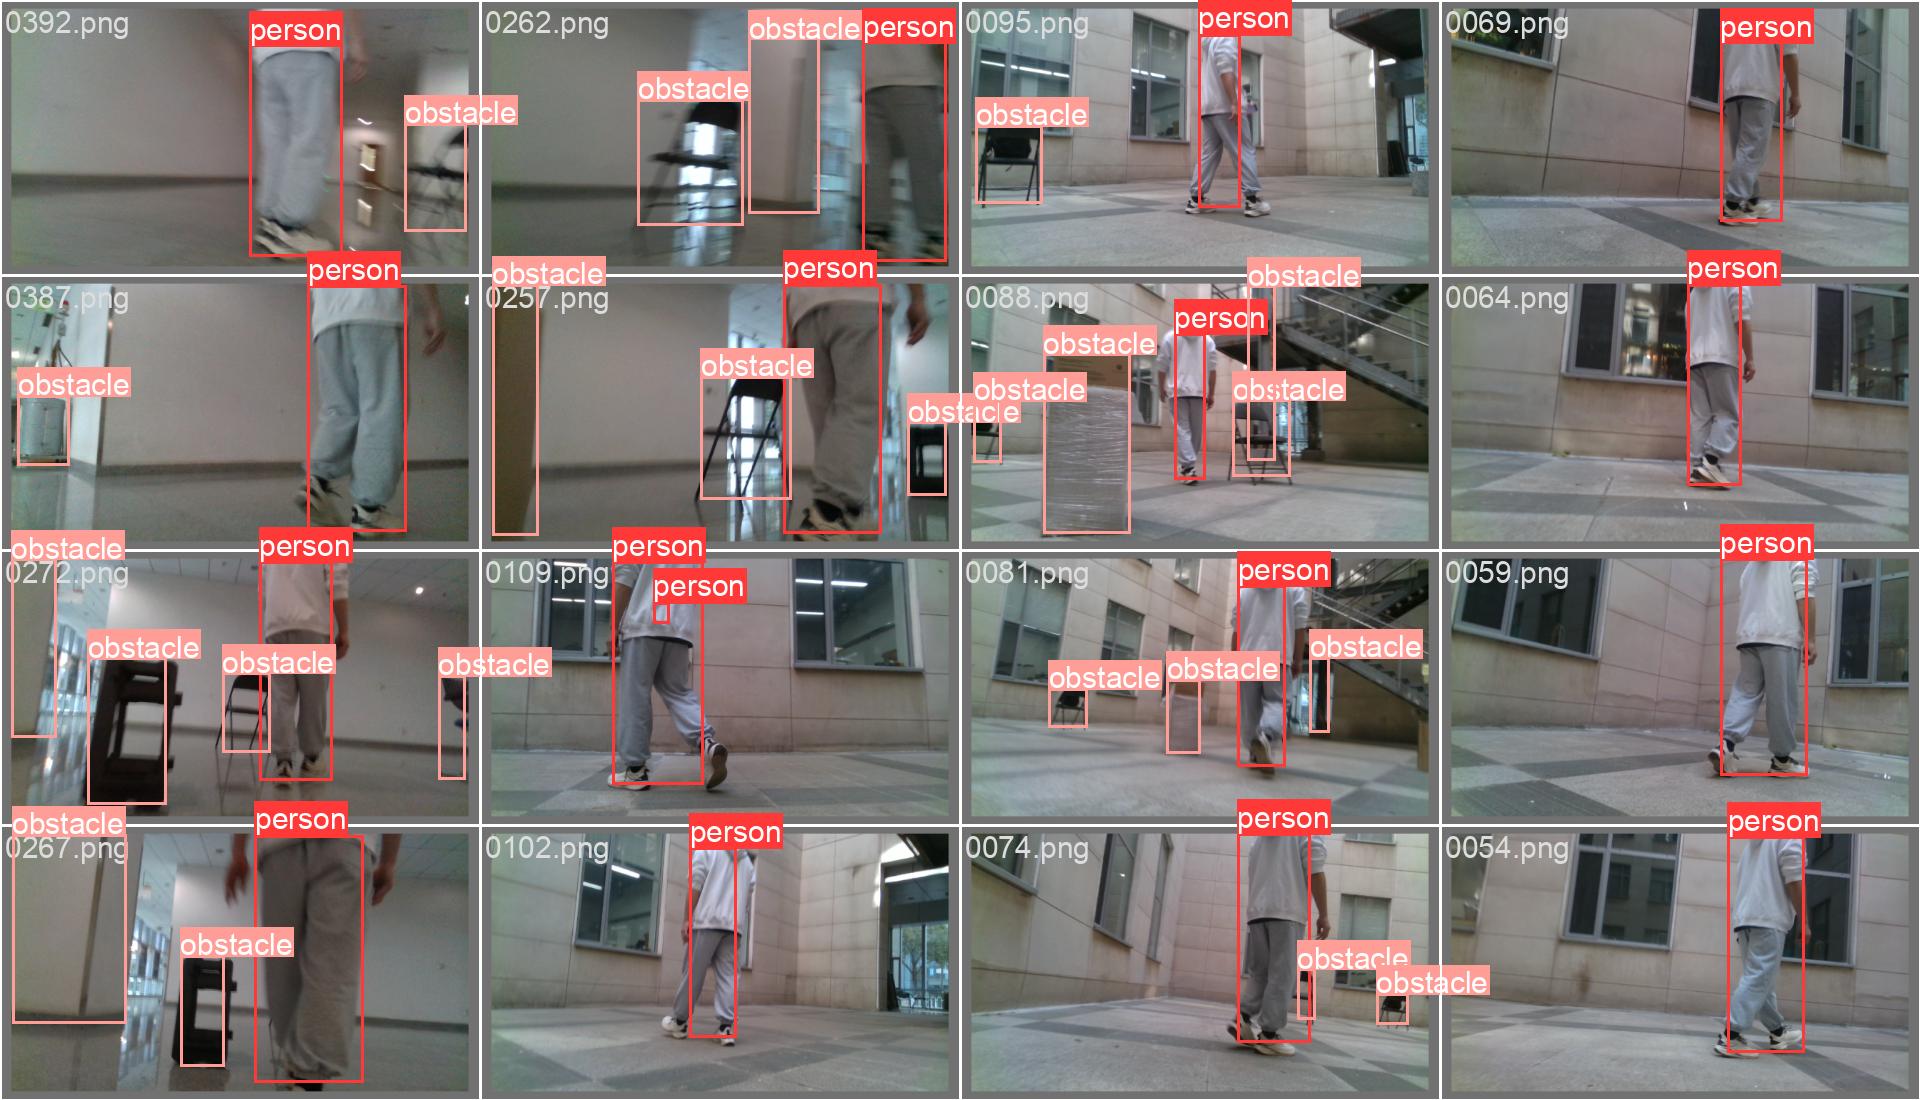 0392.png
person
obstacle
0262.png
obstacle
obstacle
person
0095.png
obstacle
person
0069.png
person
0387.png
obstacle
person
obstacle
0257.png
obstacle
person
obstacle
0088.png
obstacle
obstacle
person
obstacle
obstacle
0064.png
person
obstacle
0272.png
obstacle
obstacle
person
obstacle
0109.png
person
person
0081.png
obstacle
obstacle
person
obstacle
0059.png
person
obstacle
0267.png
obstacle
person
0102.png
person
0074.png
person
obstacle
obstacle
0054.png
person